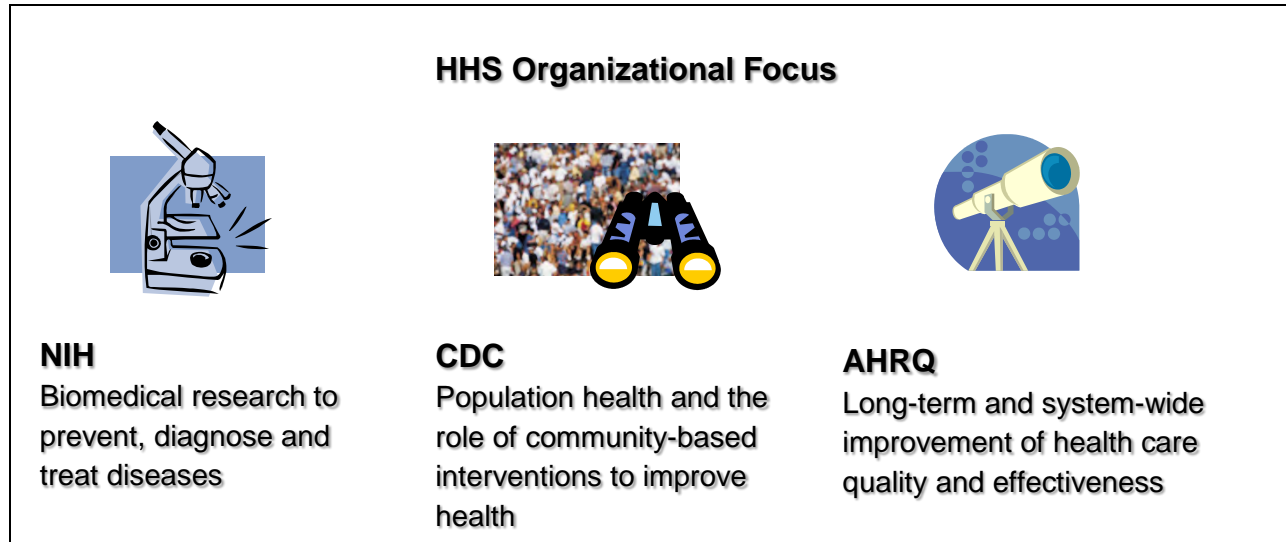 HHS Organizational Focus
NIH
Biomedical research to
prevent, diagnose and
treat diseases
CDC
Population health and the
role of community-based
interventions to improve
health
AHRQ
Long-term and system-wide
improvement of health care
quality and effectiveness